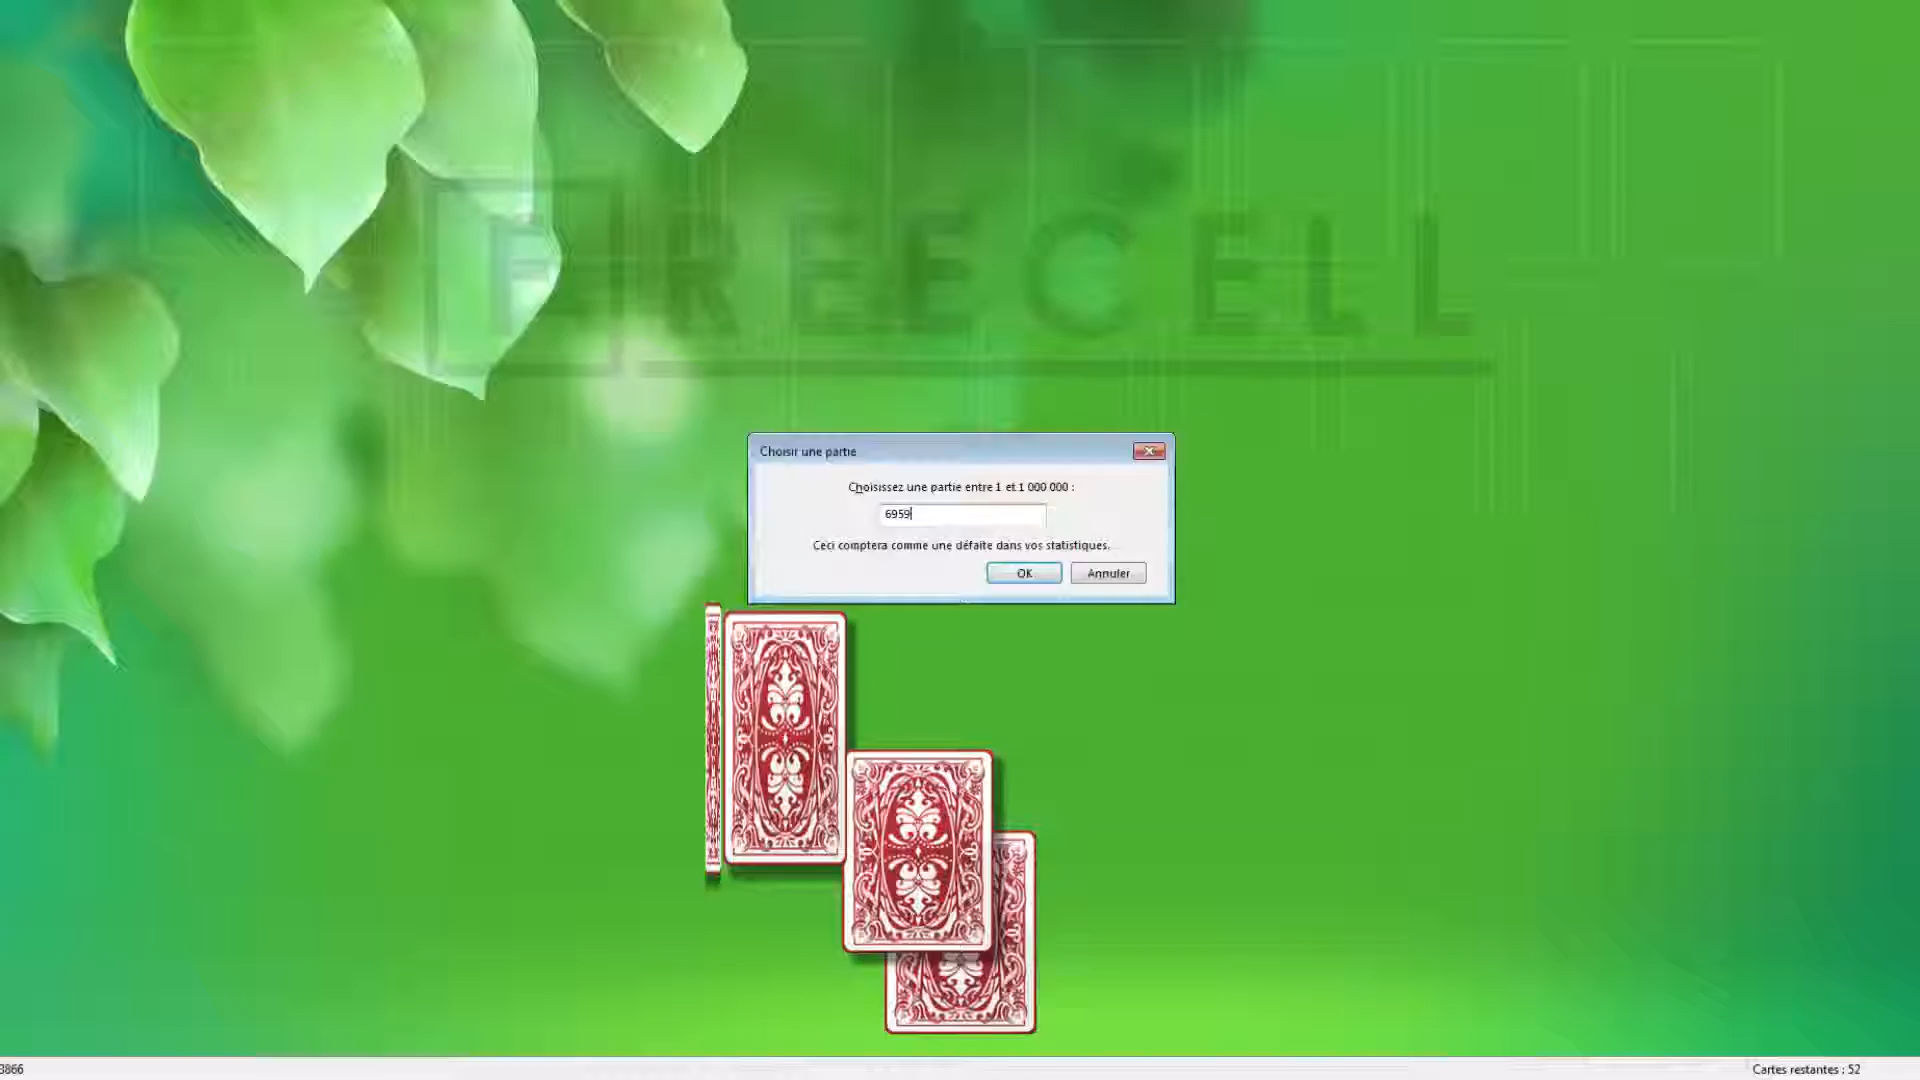 FREECELL
Choisir une partie
Choisissez une partie entre 1 et 1 000 000 :
6959
Ceci comptera comme une défaite dans vos statistiques.
OK
Annuler
3866
Cartes restantes : 52